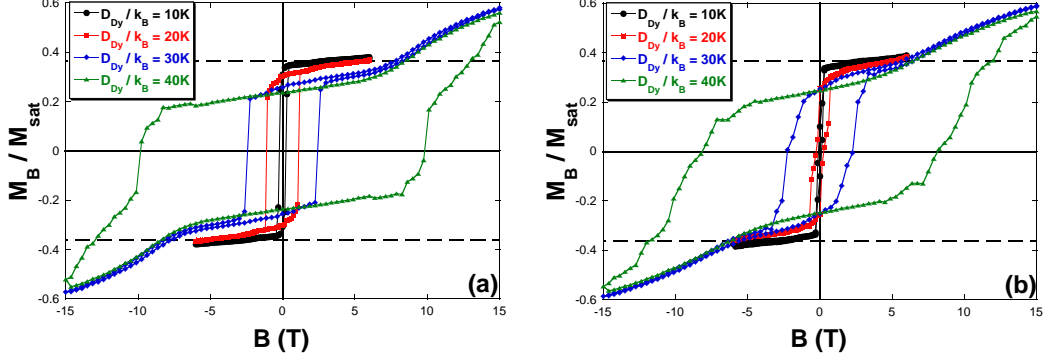 D_Dy / k_B = 10K
D_Dy / k_B = 20K
D_Dy / k_B = 30K
D_Dy / k_B = 40K
M_B / M_sat
0.6
0.4
0.2
0
-0.2
-0.4
-0.6
-15 -10 -5 0 5 10 15
B (T)
(a)
D_Dy / k_B = 10K
D_Dy / k_B = 20K
D_Dy / k_B = 30K
D_Dy / k_B = 40K
M_B / M_sat
0.6
0.4
0.2
0
-0.2
-0.4
-0.6
-15 -10 -5 0 5 10 15
B (T)
(b)